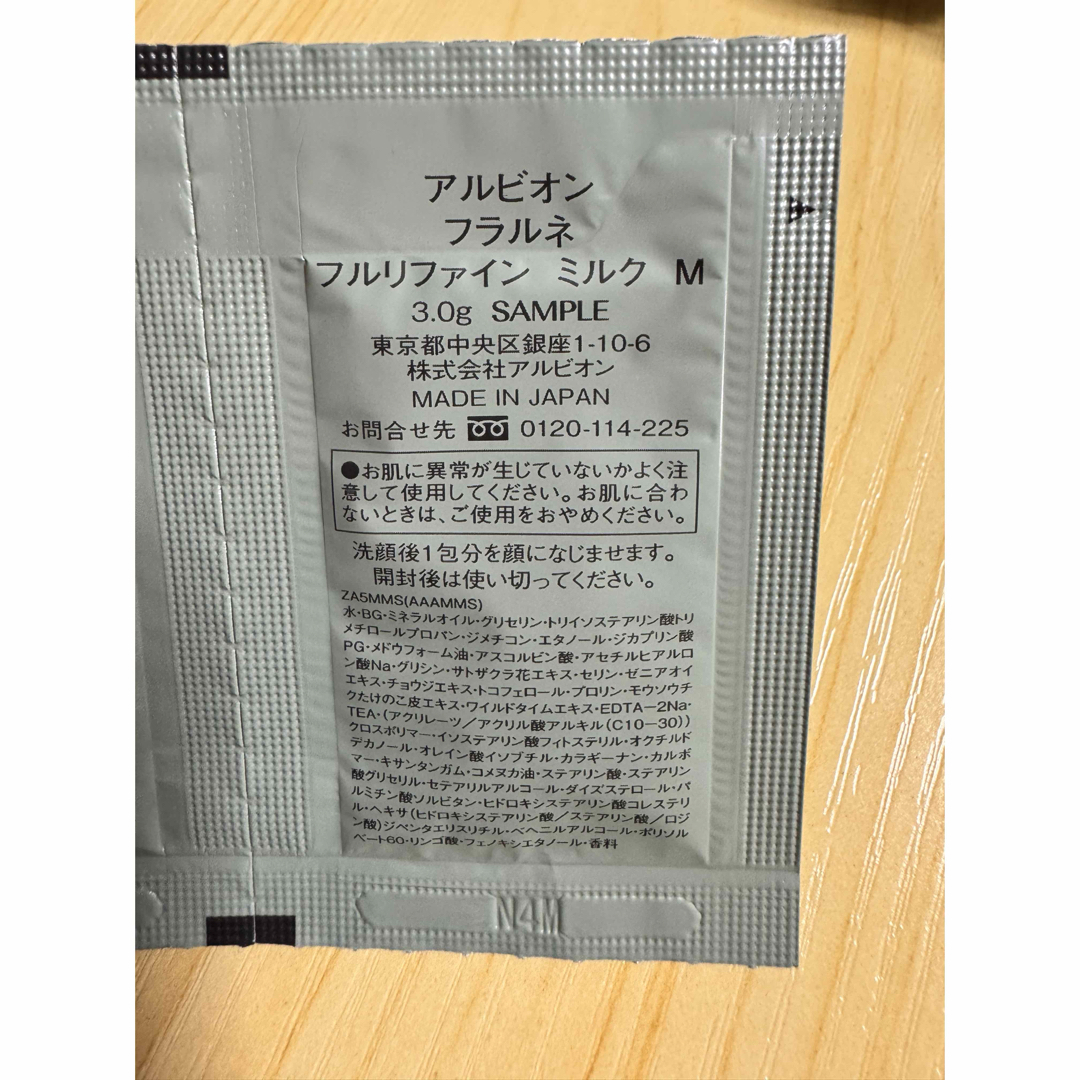 アルビオン
フラルネ
フルリファイン ミルク M
3.0g SAMPLE
東京都中央区銀座1-10-6
株式会社アルビオン
MADE IN JAPAN
お問合せ先 0120-114-225
●お肌に異常が生じていないかよく注
意して使用してください。お肌に合わ
ないときは、ご使用をおやめください。
洗顔後1包分を顔になじませます。
開封後は使い切ってください。
ZA5MMS(AAAMMS)
水・BG・ミネラルオイル・グリセリン・トリイソステアリン酸トリ
メチロールプロパン・ジメチコン・エタノール・ジカプリン酸
PG・メドウフォーム油・アスコルビン酸・アセチルヒアルロ
ン酸Na・グリシン・サトザクラ花エキス・セリン・ゼニアオイ
エキス・チョウジエキス・トコフェロール・プロリン・モウソウチ
クたけのこ皮エキス・ワイルドタイムエキス・EDTA－2Na・
TEA・(アクリレーツ／アクリル酸アルキル(C10－30))
クロスポリマー・イソステアリン酸フィトステリル・オクチルド
デカノール・オレイン酸イソブチル・カラギーナン・カルボ
マー・キサンタンガム・コメヌカ油・ステアリン酸・ステアリン
酸グリセリル・セテアリルアルコール・ダイズステロール・パ
ルミチン酸ソルビタン・ヒドロキシステアリン酸コレステリ
ル・ヘキサ(ヒドロキシステアリン酸／ステアリン酸／ロジ
ン酸)ジペンタエリスリチル・ベヘニルアルコール・ポリソル
ベート60・リンゴ酸・フェノキシエタノール・香料
N4M